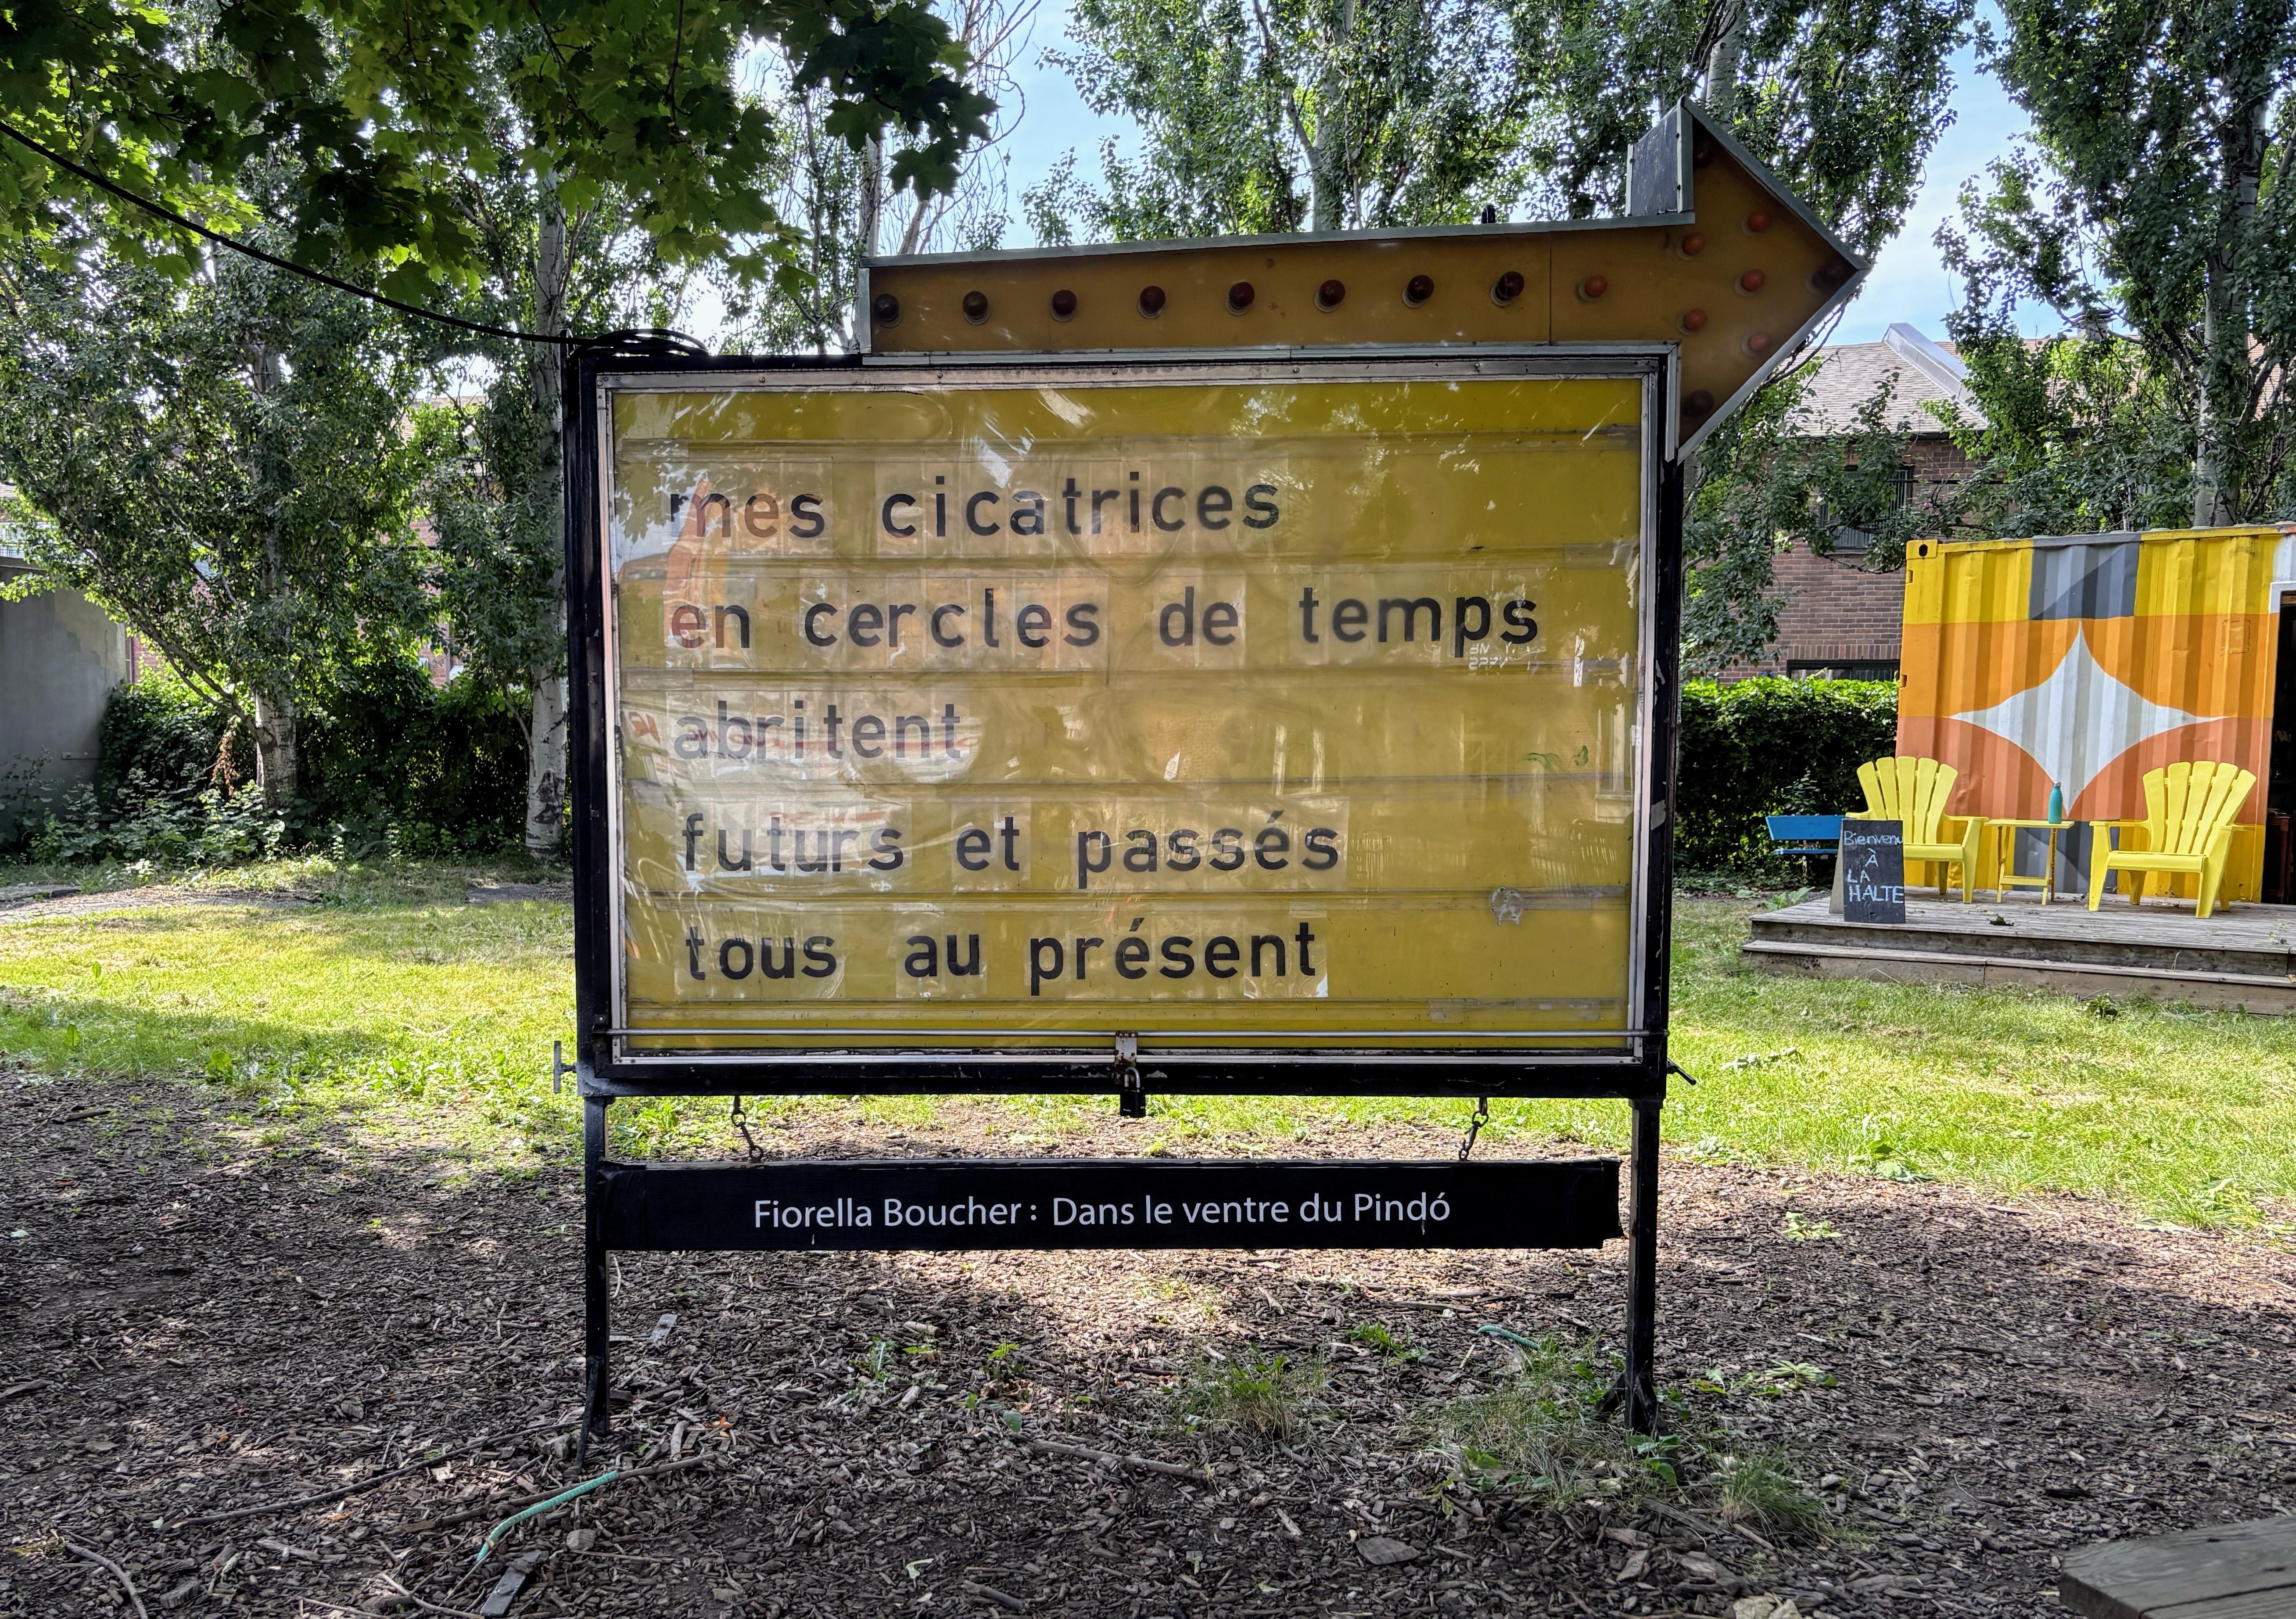 mes cicatrices
en cercles de temps
abritent
futurs et passés
tous au présent
Fiorella Boucher : Dans le ventre du Pindó
Bienvenu
À
LA
HALTE